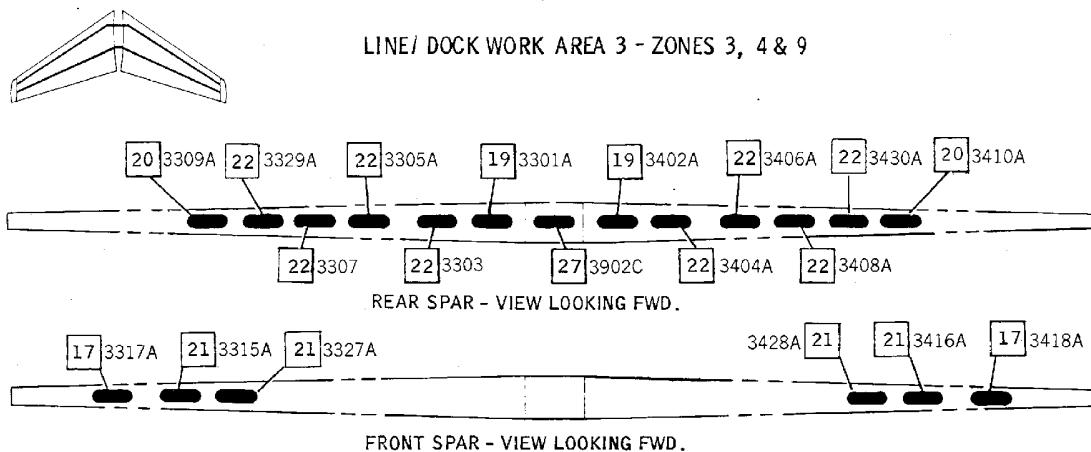 LINE/ DOCK WORK AREA 3 - ZONES 3, 4 & 9
20 3309A 22 3329A 22 3305A 19 3301A 19 3402A 22 3406A 22 3430A 20 3410A
22 3307 22 3303 27 3902C 22 3404A 22 3408A
REAR SPAR - VIEW LOOKING FWD.
17 3317A 21 3315A 21 3327A 3428A 21 21 3416A 17 3418A
FRONT SPAR - VIEW LOOKING FWD.